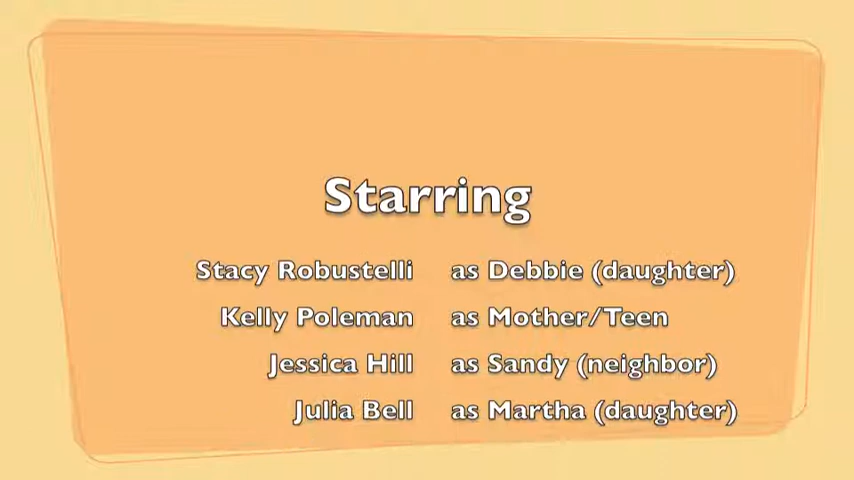 Starring
Stacy Robustelli as Debbie (daughter)
Kelly Poleman as Mother/Teen
Jessica Hill as Sandy (neighbor)
Julia Bell as Martha (daughter)